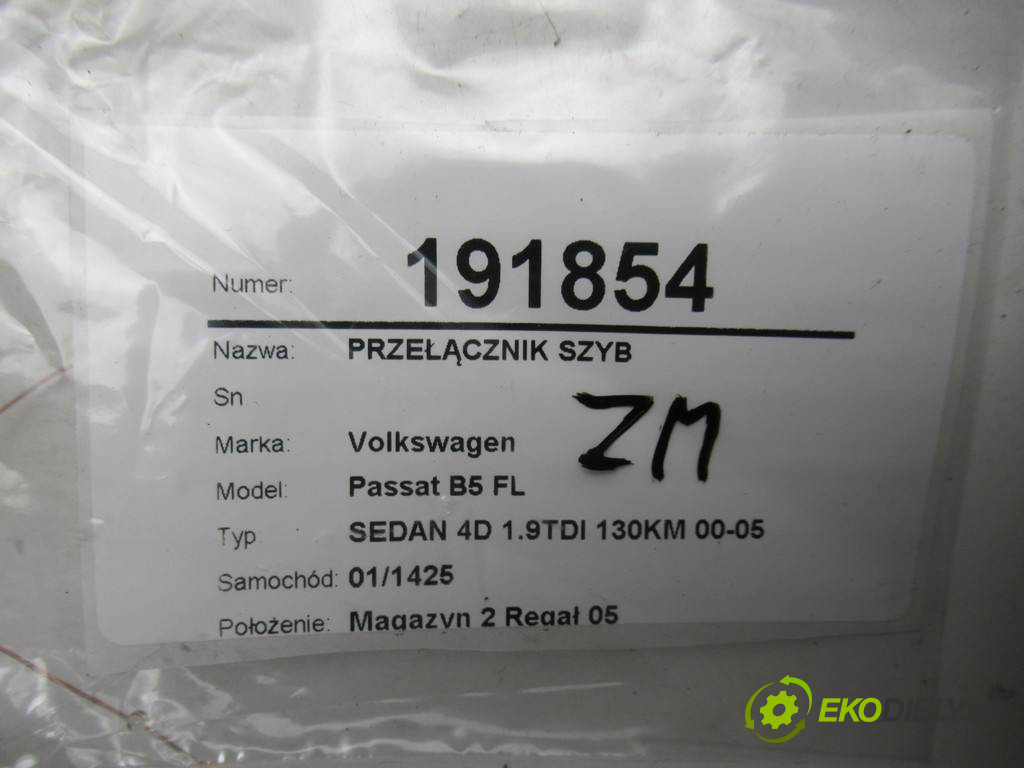 Numer: 191854
Nazwa: PRZEŁĄCZNIK SZYB
Sn
Marka: Volkswagen
ZM
Model: Passat B5 FL
Typ SEDAN 4D 1.9TDI 130KM 00-05
Samochód: 01/1425
Położenie: Magazyn 2 Regał 05
EKODIELY